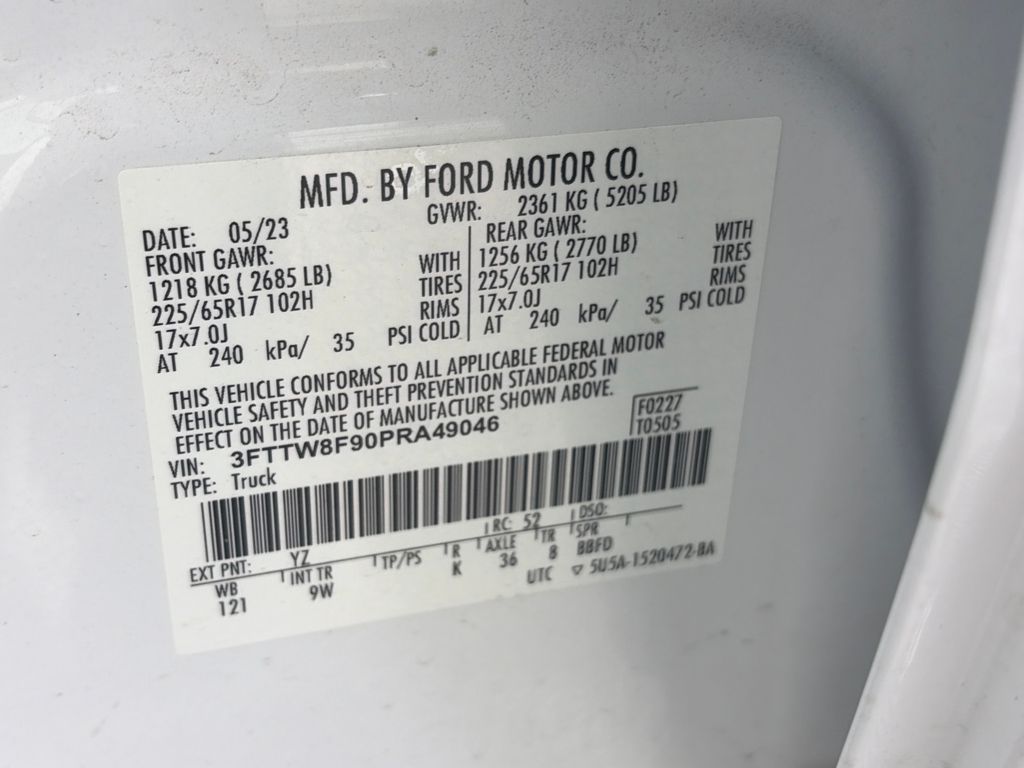 MFD. BY FORD MOTOR CO.
DATE: 05/23 GVWR: 2361 KG ( 5205 LB)
FRONT GAWR: REAR GAWR:
1218 KG ( 2685 LB) WITH 1256 KG ( 2770 LB) WITH
225/65R17 102H TIRES 225/65R17 102H TIRES
17x7.0J RIMS 17x7.0J RIMS
AT 240 kPa/ 35 PSI COLD AT 240 kPa/ 35 PSI COLD
THIS VEHICLE CONFORMS TO ALL APPLICABLE FEDERAL MOTOR
VEHICLE SAFETY AND THEFT PREVENTION STANDARDS IN
EFFECT ON THE DATE OF MANUFACTURE SHOWN ABOVE.
VIN: 3FTTW8F90PRA49046 F0227
TYPE: Truck T0505
EXT PNT: YZ RC: 52 DSO:
WB INT TR TP/PS R AXLE TR SPR
121 9W K 36 8 BBFD
UTC ▽ 5U5A-1520472-BA